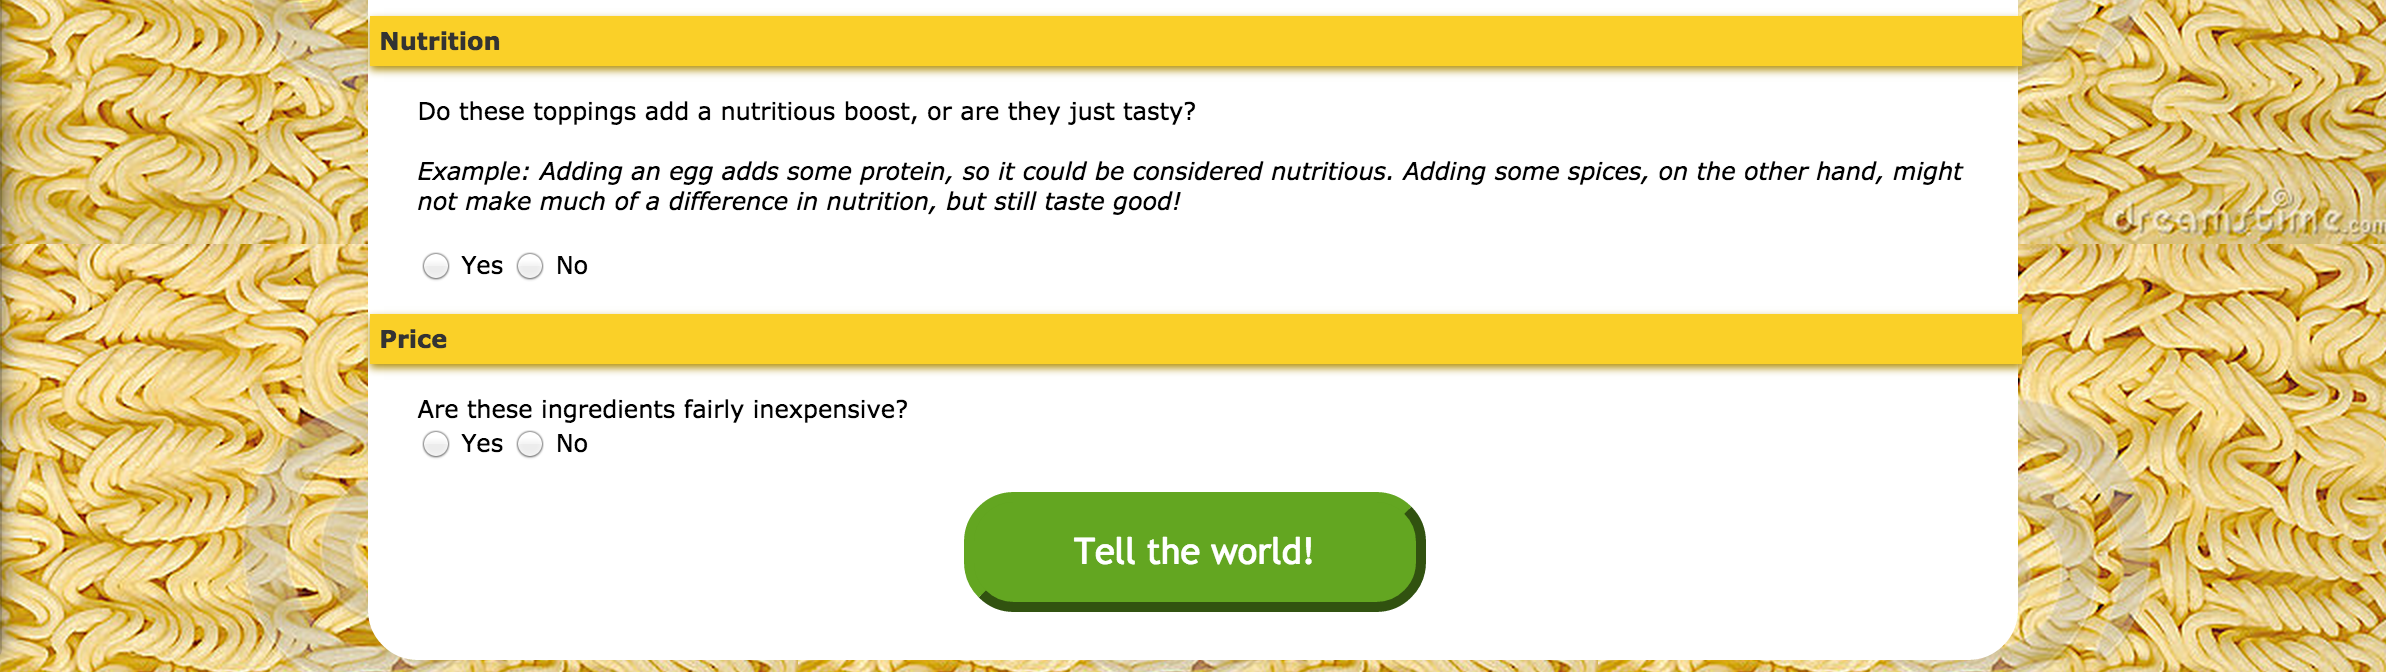 Nutrition
Do these toppings add a nutritious boost, or are they just tasty?
Example: Adding an egg adds some protein, so it could be considered nutritious. Adding some spices, on the other hand, might
not make much of a difference in nutrition, but still taste good!
dreamstime.com
Yes No
Price
Are these ingredients fairly inexpensive?
Yes No
Tell the world!